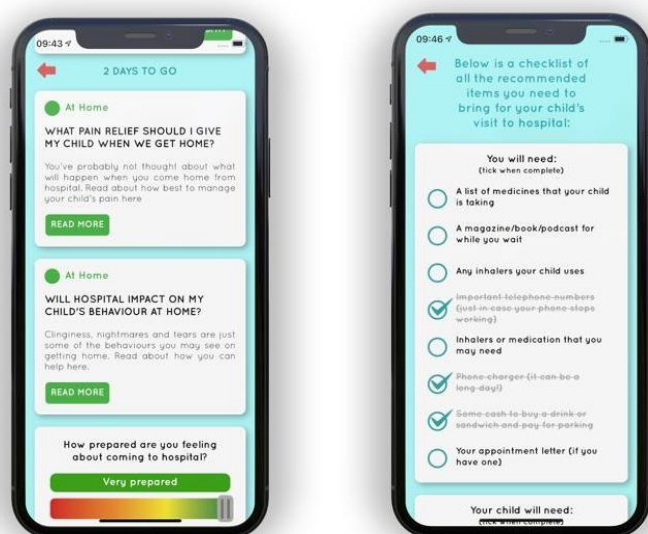 09:43
2 DAYS TO GO
At Home
WHAT PAIN RELIEF SHOULD I GIVE
MY CHILD WHEN WE GET HOME?
You've probably not thought about what
will happen when you come home from
hospital. Read about how best to manage
your child's pain here
READ MORE
At Home
WILL HOSPITAL IMPACT ON MY
CHILD'S BEHAVIOUR AT HOME?
Clinginess, nightmares and fears are just
some of the behaviours you may see on
getting home. Read about how you can
help here.
READ MORE
How prepared are you feeling
about coming to hospital?
Very prepared
09:46
Below is a checklist of
all the recommended
items you need to
bring for your child's
visit to hospital:
You will need:
(tick when complete)
A list of medicines that your child
is taking
A magazine/book/podcast for
while you wait
Any inhalers your child uses
Important telephone numbers
(just in case your phone stops
working)
Inhalers or medication that you
may need
Phone charger (it can be a
long day!)
Some cash to buy a drink or
sandwich and pay for parking
Your appointment letter (if you
have one)
Your child will need:
(tick when complete)